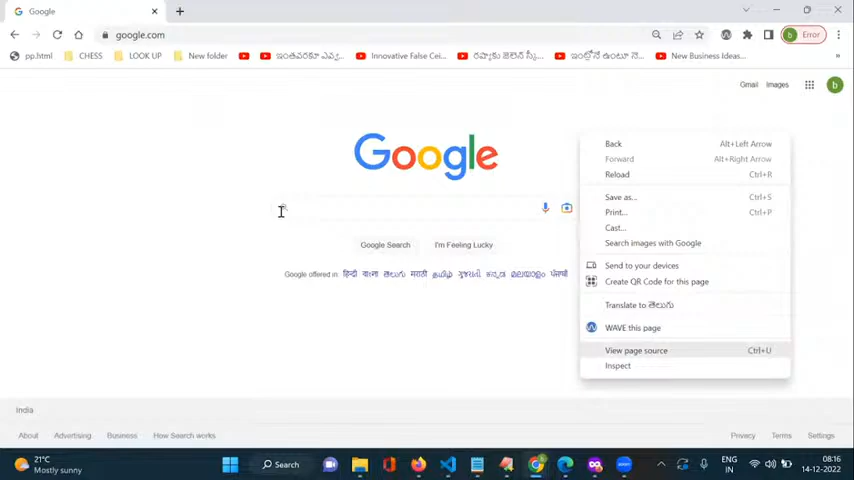 Google
google.com
Error
pp.html CHESS LOOK UP New folder ఇంతవరకూ ఎవ్వ... Innovative False Cei... రహ్మకు జెలెన్ స్కీ... ఇంట్లోనే ఉంటూ నె... New Business Ideas...
Gmail Images b
Google
Google Search I'm Feeling Lucky
Google offered in: हिन्दी বাংলা తెలుగు मराठी தமிழ் ગુજરાતી ಕನ್ನಡ മലയാളം ਪੰਜਾਬੀ
Back Alt+Left Arrow
Forward Alt+Right Arrow
Reload Ctrl+R
Save as... Ctrl+S
Print... Ctrl+P
Cast...
Search images with Google
Send to your devices
Create QR Code for this page
Translate to తెలుగు
WAVE this page
View page source Ctrl+U
Inspect
India
About Advertising Business How Search works Privacy Terms Settings
21°C
Mostly sunny
Search
ENG
IN
08:16
14-12-2022